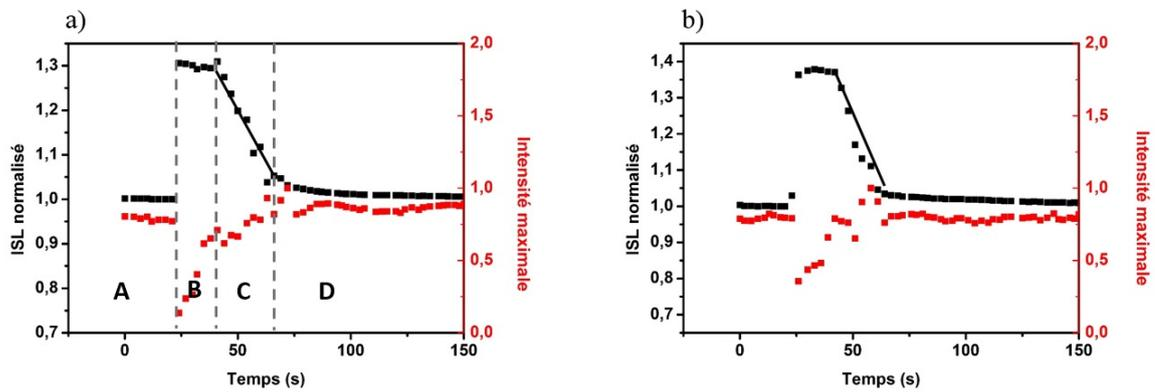 a)
2,0
1,5
1,0
0,5
0,0
1,3
1,2
1,1
1,0
0,9
0,8
0,7
ISL normalisé
Intensité maximale
A
B
C
D
0
50
100
150
Temps (s)
b)
2,0
1,5
1,0
0,5
0,0
1,4
1,3
1,2
1,1
1,0
0,9
0,8
0,7
ISL normalisé
Intensité maximale
0
50
100
150
Temps (s)